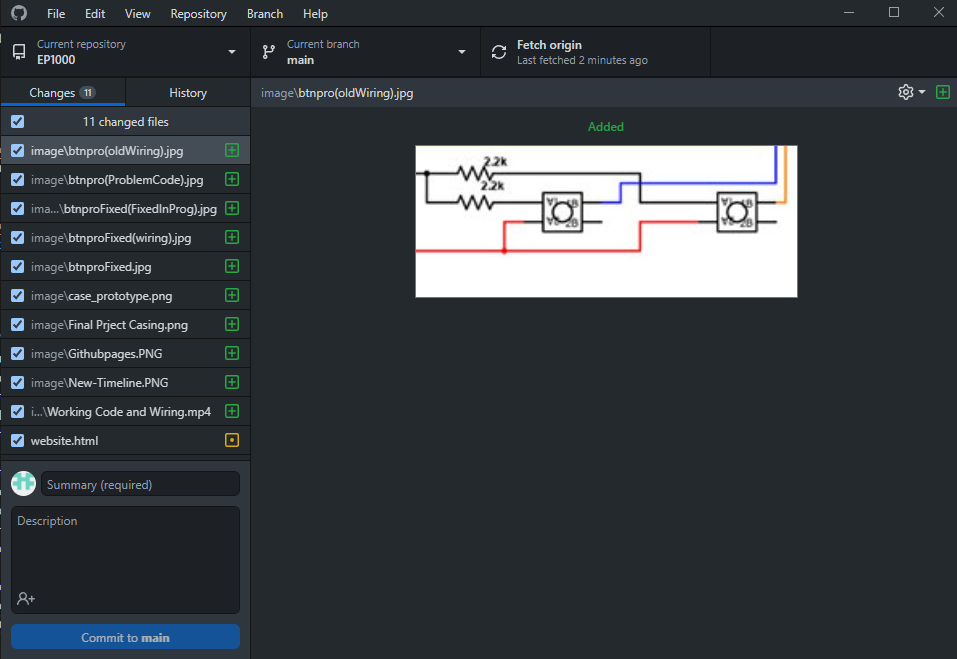 File Edit View Repository Branch Help
Current repository
EP1000
Current branch
main
Fetch origin
Last fetched 2 minutes ago
Changes 11
History
image\btnpro(oldWiring).jpg
11 changed files
image\btnpro(oldWiring).jpg
image\btnpro(ProblemCode).jpg
ima...\btnproFixed(FixedInProg).jpg
image\btnproFixed(wiring).jpg
image\btnproFixed.jpg
image\case_prototype.png
image\Final Prject Casing.png
image\Githubpages.PNG
image\New-Timeline.PNG
i...\Working Code and Wiring.mp4
website.html
Summary (required)
Description
Commit to main
Added
2.2k
2.2k
1B
2B
1B
2B